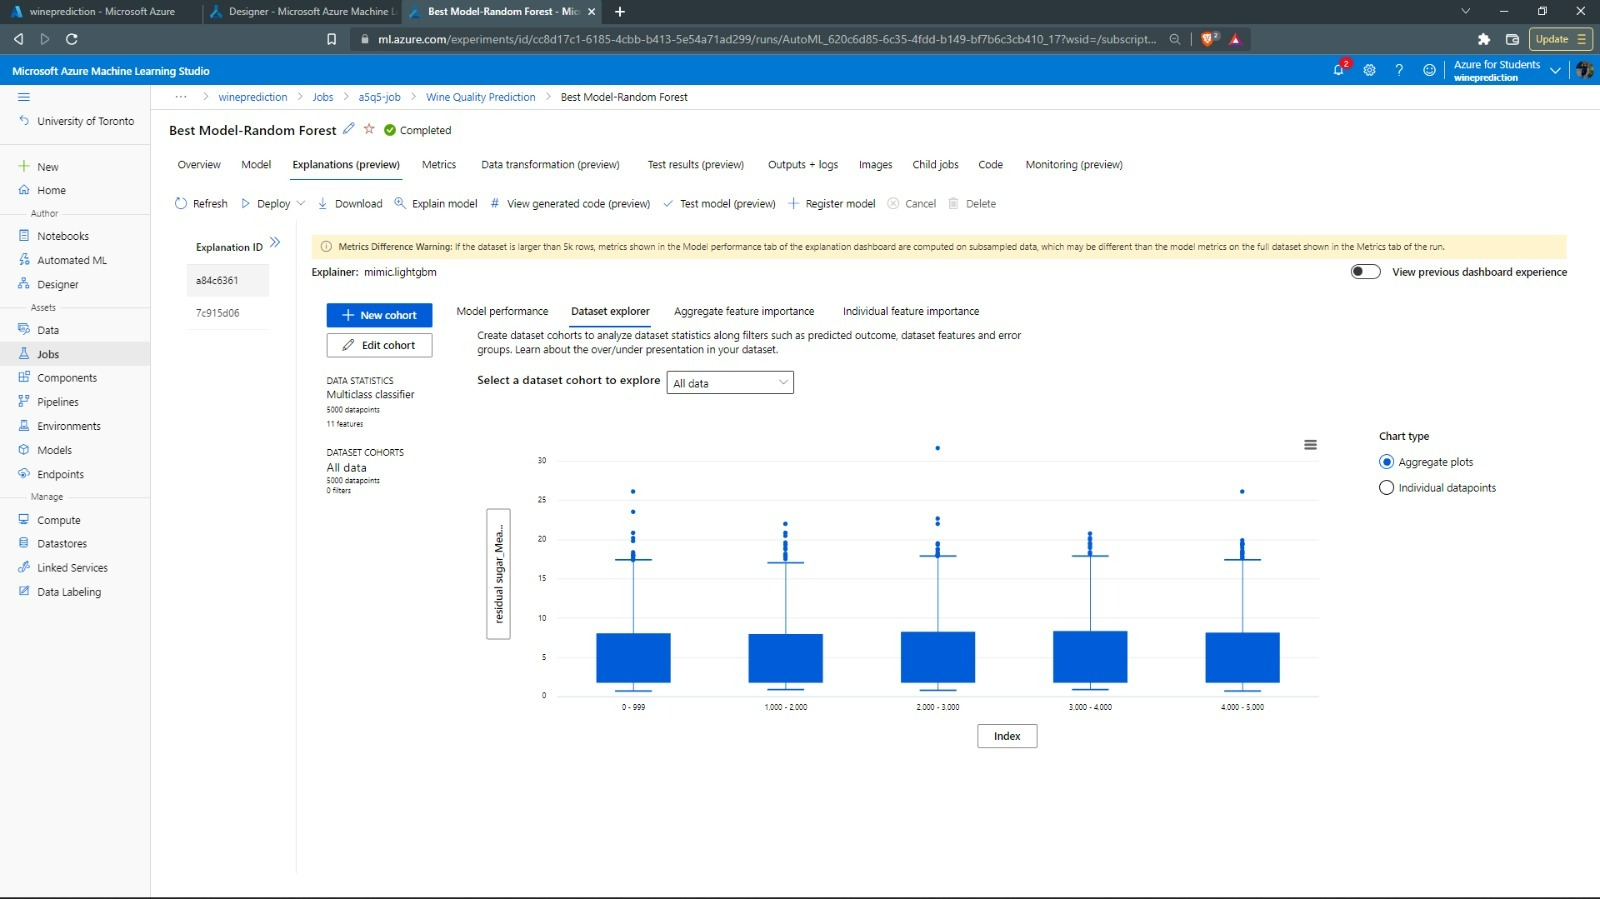 wineprediction - Microsoft Azure
Designer - Microsoft Azure Machine L
Best Model-Random Forest - Mic
ml.azure.com/experiments/id/cc8d17c1-6185-4cbb-b413-5e54a71ad299/runs/AutoML_620c6d85-6c35-4fdd-b149-bf7b6c3cb410_17?wsid=/subscript...
2
Update
Microsoft Azure Machine Learning Studio
2
Azure for Students
wineprediction
University of Toronto
New
Home
Author
Notebooks
Automated ML
Designer
Assets
Data
Jobs
Components
Pipelines
Environments
Models
Endpoints
Manage
Compute
Datastores
Linked Services
Data Labeling
... > wineprediction > Jobs > a5q5-job > Wine Quality Prediction > Best Model-Random Forest
Best Model-Random Forest Completed
Overview Model Explanations (preview) Metrics Data transformation (preview) Test results (preview) Outputs + logs Images Child jobs Code Monitoring (preview)
Refresh Deploy Download Explain model # View generated code (preview) Test model (preview) Register model Cancel Delete
Explanation ID
a84c6361
7c915d06
Metrics Difference Warning: If the dataset is larger than 5k rows, metrics shown in the Model performance tab of the explanation dashboard are computed on subsampled data, which may be different than the model metrics on the full dataset shown in the Metrics tab of the run.
Explainer: mimic.lightgbm
View previous dashboard experience
New cohort
Edit cohort
DATA STATISTICS
Multiclass classifier
5000 datapoints
11 features
DATASET COHORTS
All data
5000 datapoints
0 filters
Model performance Dataset explorer Aggregate feature importance Individual feature importance
Create dataset cohorts to analyze dataset statistics along filters such as predicted outcome, dataset features and error
groups. Learn about the over/under presentation in your dataset.
Select a dataset cohort to explore All data
residual sugar_Mea...
30
25
20
15
10
5
0
0 - 999 1,000 - 2,000 2,000 - 3,000 3,000 - 4,000 4,000 - 5,000
Index
Chart type
Aggregate plots
Individual datapoints